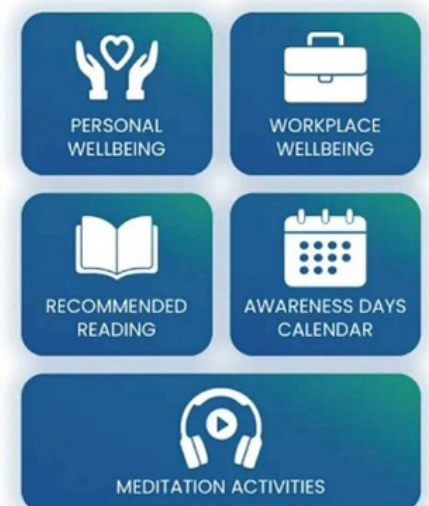 PERSONAL
WELLBEING
WORKPLACE
WELLBEING
RECOMMENDED
READING
AWARENESS DAYS
CALENDAR
MEDITATION ACTIVITIES